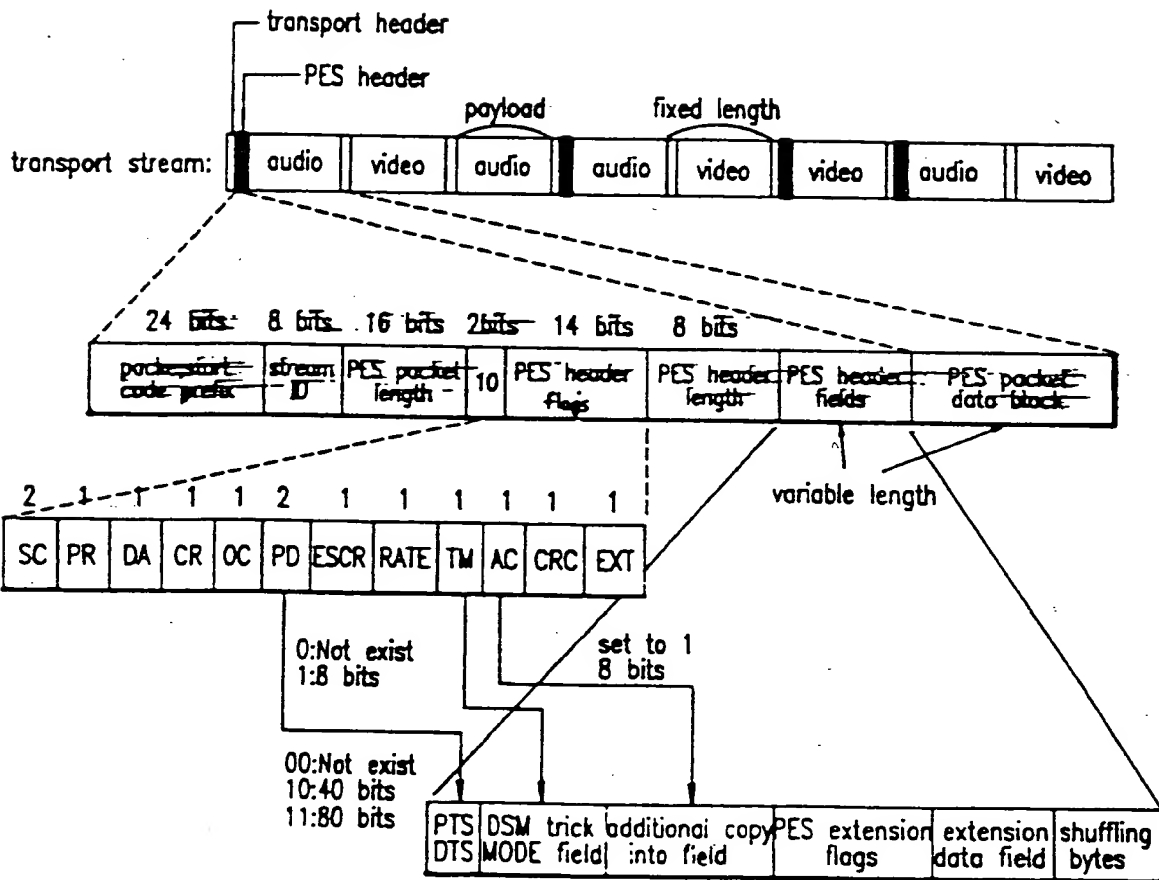 transport header
PES header
payload fixed length
transport stream: audio video audio audio video video audio video
24 bits 8 bits 16 bits 2bits 14 bits 8 bits
packet start code prefix
stream ID
PES packet length
10
PES header flags
PES header length
PES header fields
PES packet data block
variable length
2 1 1 1 1 2 1 1 1 1 1 1
SC PR DA CR OC PD ESCR RATE TM AC CRC EXT
0:Not exist
1:8 bits
set to 1
8 bits
00:Not exist
10:40 bits
11:80 bits
PTS DTS
DSM trick MODE field
additional copy into field
PES extension flags
extension data field
shuffling bytes